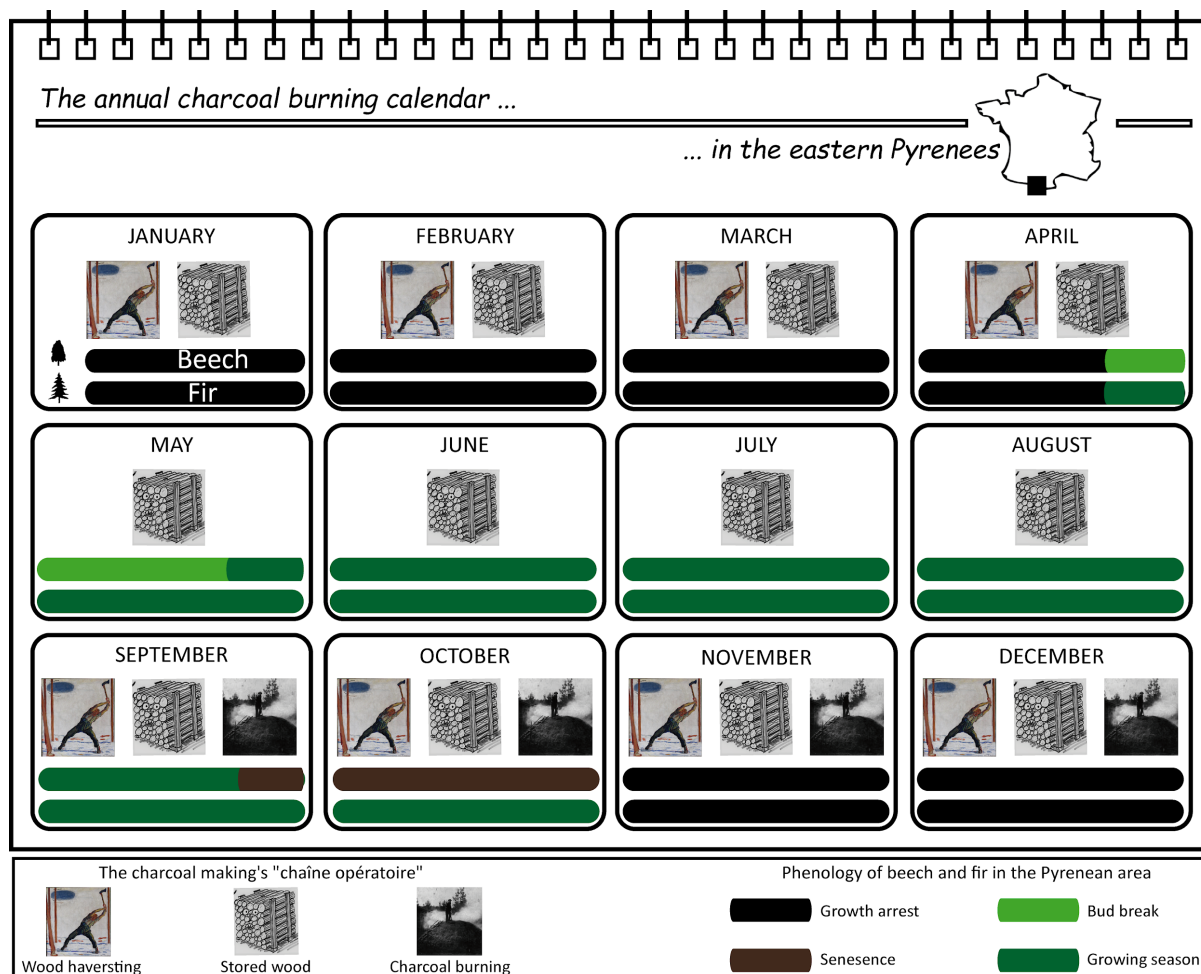 The annual charcoal burning calendar ...
... in the eastern Pyrenees
JANUARY
FEBRUARY
MARCH
APRIL
Beech
Fir
MAY
JUNE
JULY
AUGUST
SEPTEMBER
OCTOBER
NOVEMBER
DECEMBER
The charcoal making's "chaîne opératoire"
Phenology of beech and fir in the Pyrenean area
Growth arrest
Bud break
Wood haversting
Stored wood
Charcoal burning
Senesence
Growing season